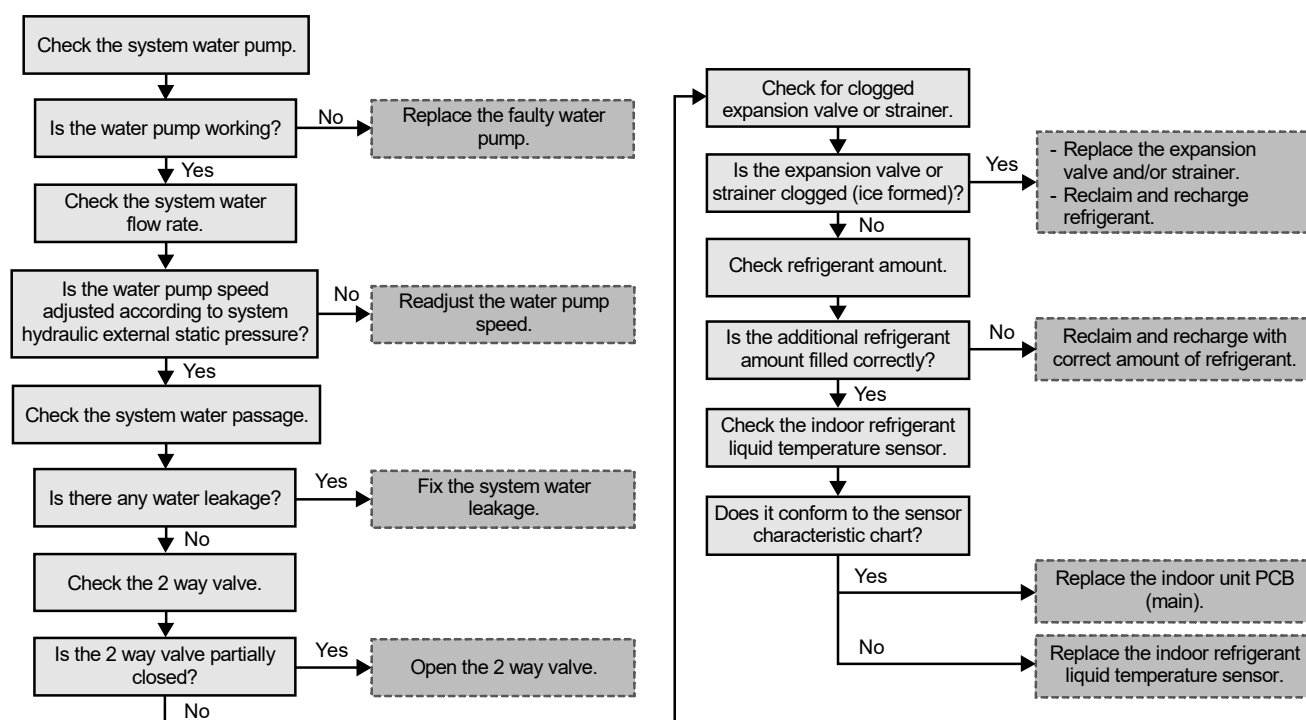 Check the system water pump.
Is the water pump working?
No
Replace the faulty water
pump.
Yes
Check the system water
flow rate.
Is the water pump speed
adjusted according to system
hydraulic external static pressure?
No
Readjust the water pump
speed.
Yes
Check the system water passage.
Is there any water leakage?
Yes
Fix the system water
leakage.
No
Check the 2 way valve.
Is the 2 way valve partially
closed?
Yes
Open the 2 way valve.
No
Check for clogged
expansion valve or strainer.
Is the expansion valve or
strainer clogged (ice formed)?
Yes
- Replace the expansion
valve and/or strainer.
- Reclaim and recharge
refrigerant.
No
Check refrigerant amount.
Is the additional refrigerant
amount filled correctly?
No
Reclaim and recharge with
correct amount of refrigerant.
Yes
Check the indoor refrigerant
liquid temperature sensor.
Does it conform to the sensor
characteristic chart?
Yes
Replace the indoor unit PCB
(main).
No
Replace the indoor refrigerant
liquid temperature sensor.